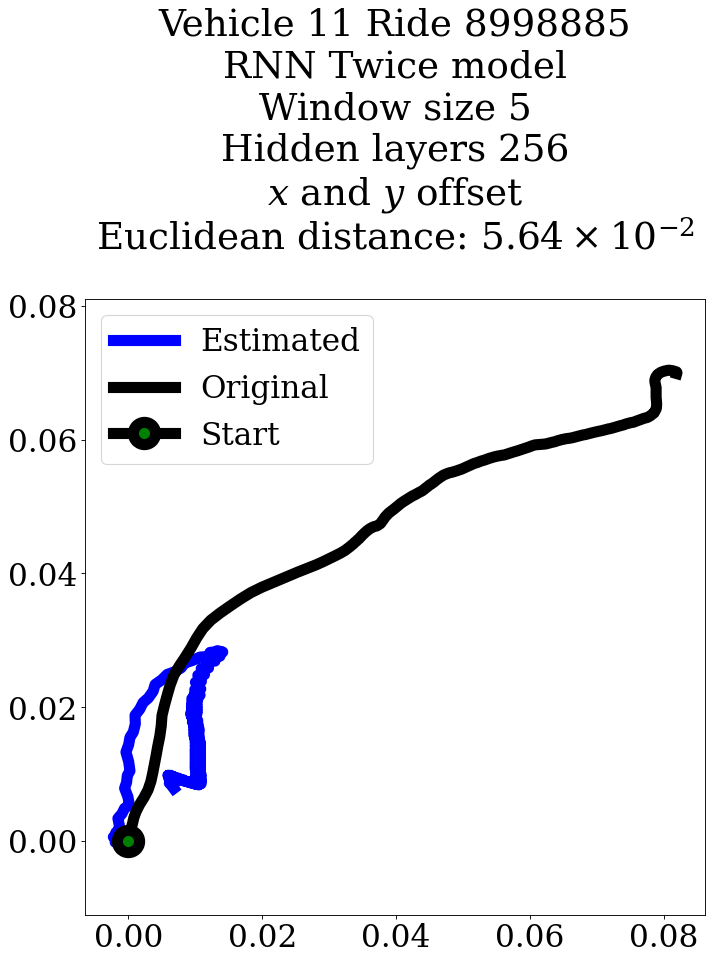 Vehicle 11 Ride 8998885
RNN Twice model
Window size 5
Hidden layers 256
x and y offset
Euclidean distance: 5.64 × 10⁻²
0.08
Estimated
Original
Start
0.06
0.04
0.02
0.00
0.00 0.02 0.04 0.06 0.08